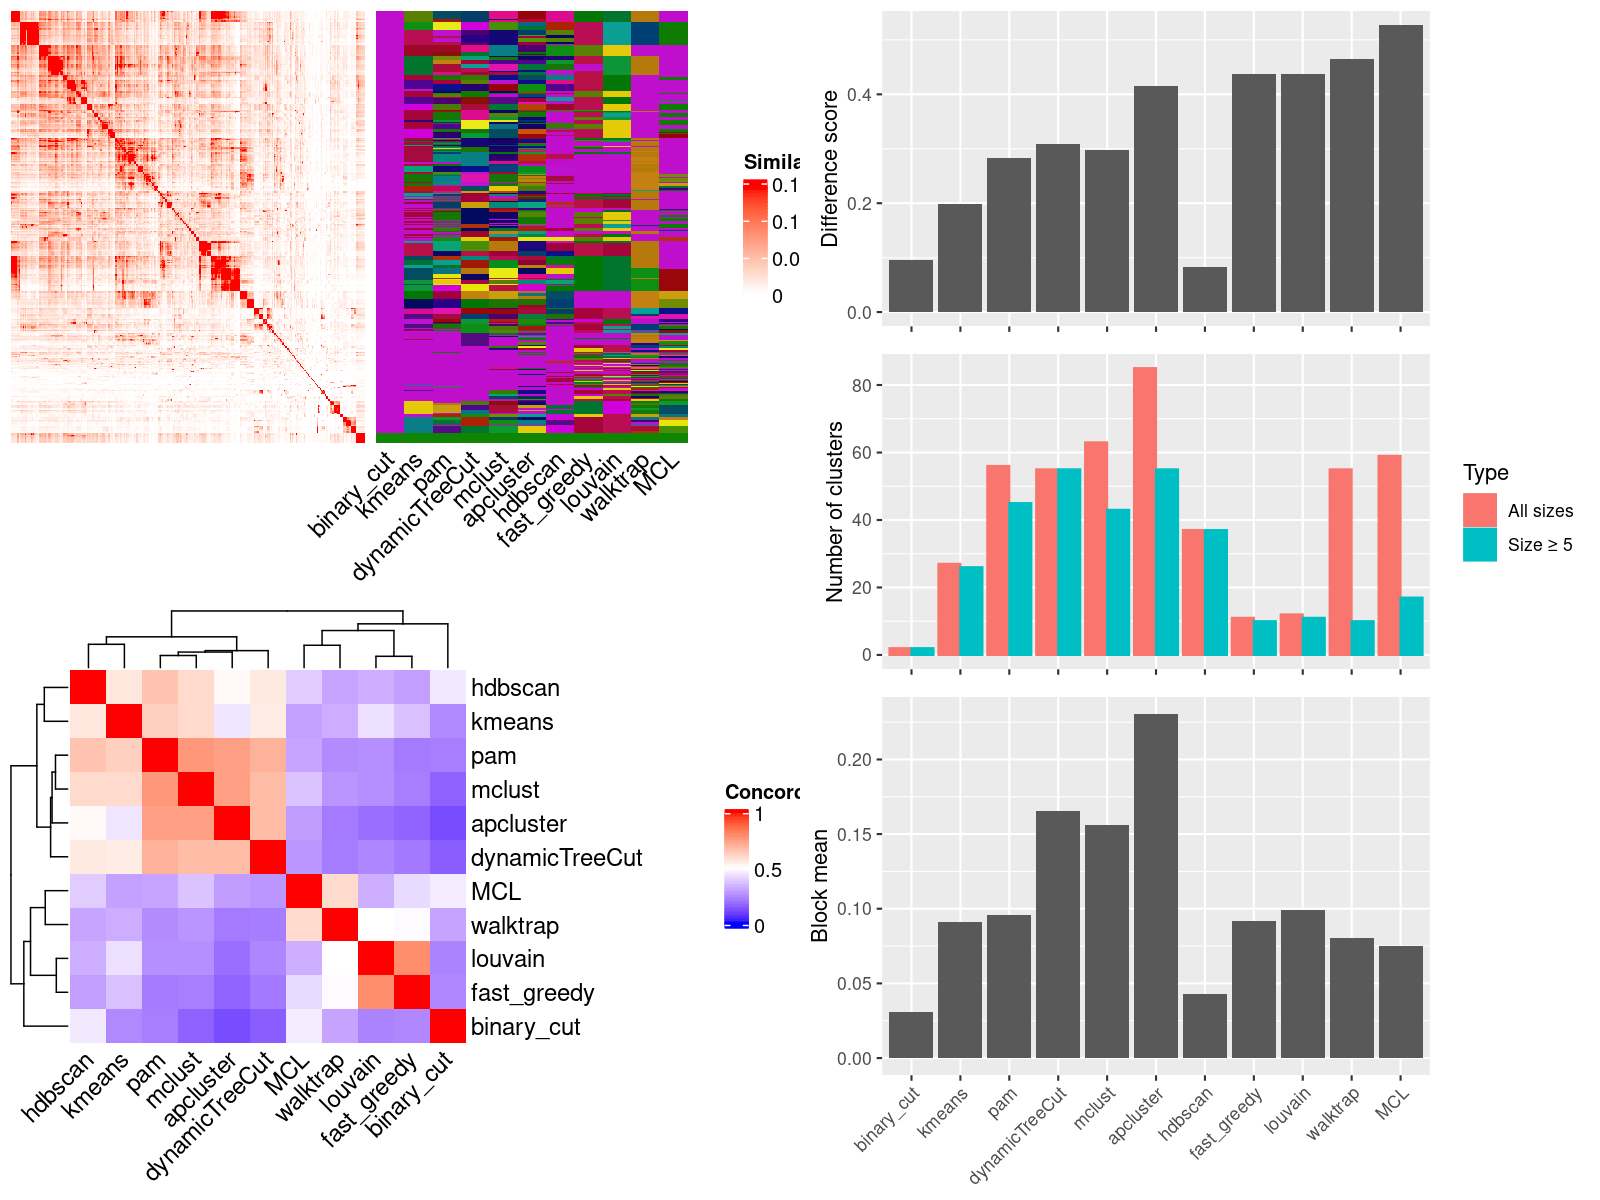 Simila
0.1
0.1
0.0
0
binary_cut
kmeans
pam
dynamicTreeCut
mclust
apcluster
hdbscan
fast_greedy
louvain
walktrap
MCL
hdbscan
kmeans
pam
mclust
apcluster
dynamicTreeCut
MCL
walktrap
louvain
fast_greedy
binary_cut
Concord
1
0.5
0
hdbscan
kmeans
pam
mclust
apcluster
dynamicTreeCut
MCL
walktrap
louvain
fast_greedy
binary_cut
Difference score
0.4
0.2
0.0
Number of clusters
80
60
40
20
0
Type
All sizes
Size ≥ 5
Block mean
0.20
0.15
0.10
0.05
0.00
binary_cut
kmeans
pam
dynamicTreeCut
mclust
apcluster
hdbscan
fast_greedy
louvain
walktrap
MCL